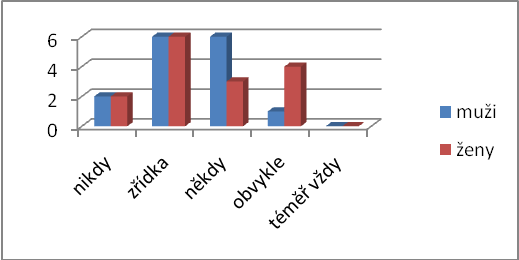 6
4
2
0
nikdy
zřídka
někdy
obvykle
téměř vždy
muži
ženy